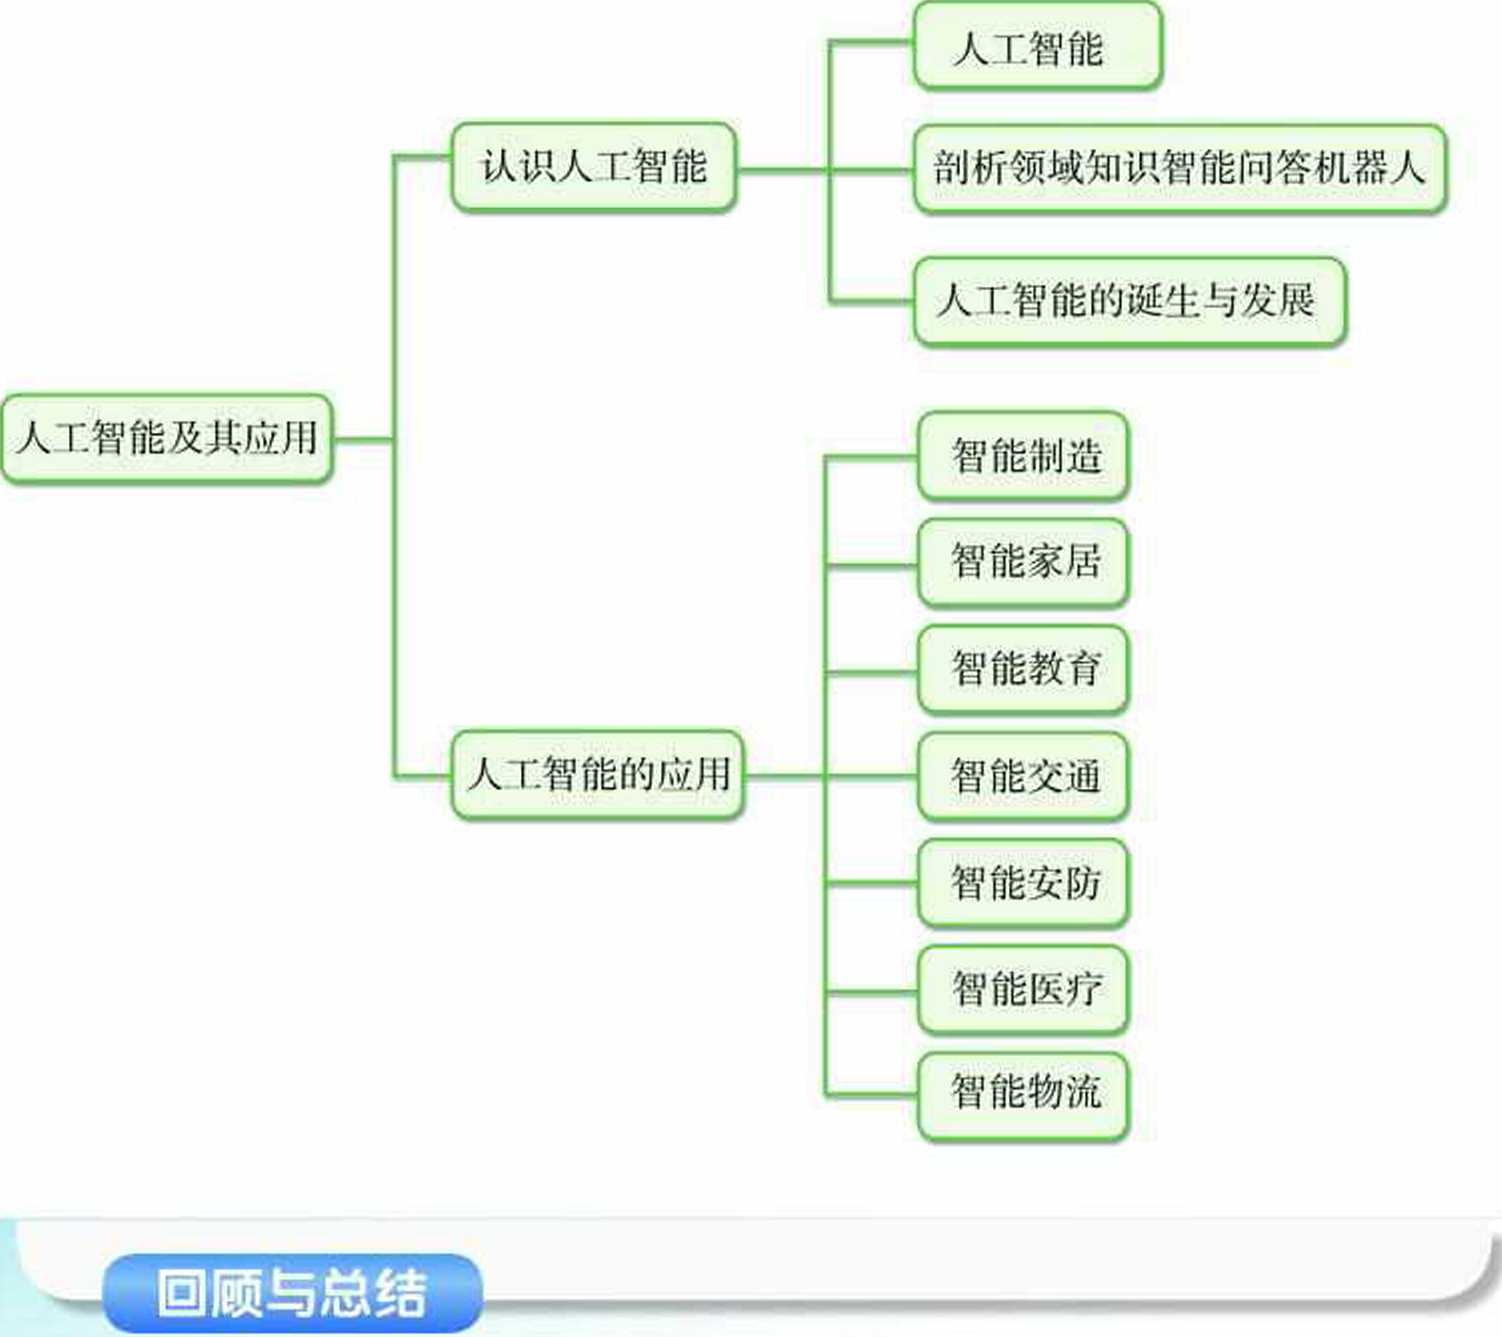 人工智能及其应用
认识人工智能
人工智能
剖析领域知识智能问答机器人
人工智能的诞生与发展
人工智能的应用
智能制造
智能家居
智能教育
智能交通
智能安防
智能医疗
智能物流
回顾与总结